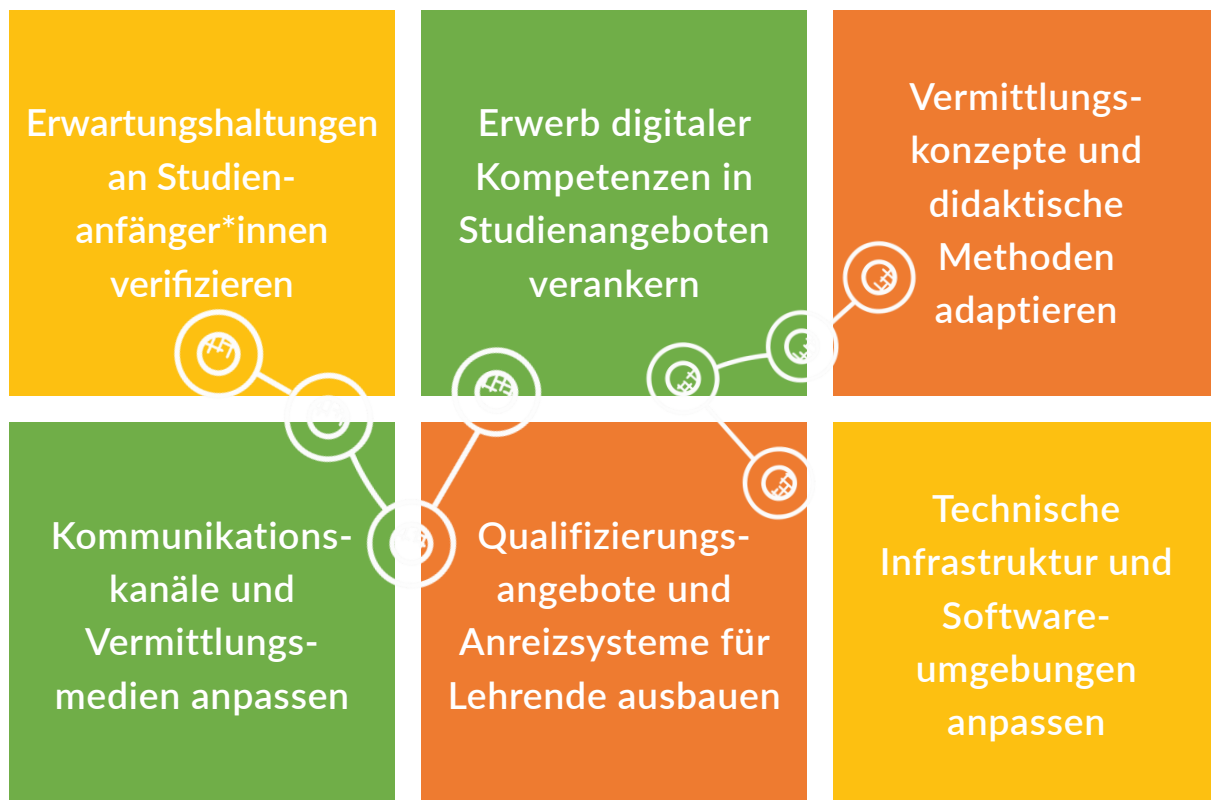 Erwartungshaltungen
an Studien-
anfänger*innen
verifizieren
Erwerb digitaler
Kompetenzen in
Studienangeboten
verankern
Vermittlungs-
konzepte und
didaktische
Methoden
adaptieren
Kommunikations-
kanäle und
Vermittlungs-
medien anpassen
Qualifizierungs-
angebote und
Anreizsysteme für
Lehrende ausbauen
Technische
Infrastruktur und
Software-
umgebungen
anpassen